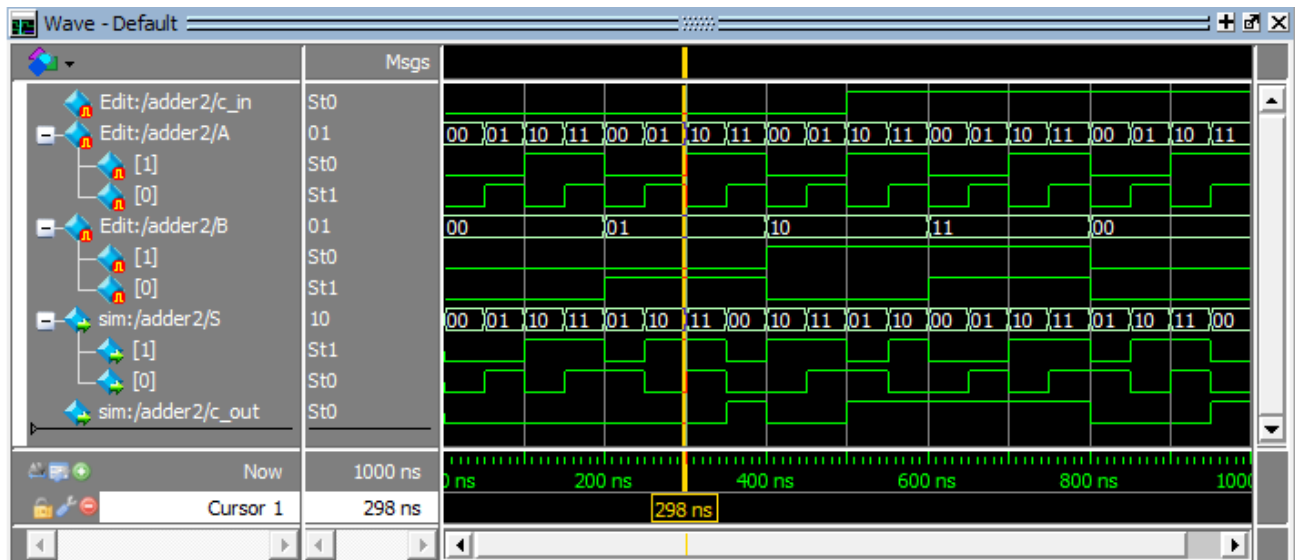 Wave - Default
Msgs
Edit:/adder2/c_in St0
Edit:/adder2/A 01 00 01 10 11 00 01 10 11 00 01 10 11 00 01 10 11 00 01 10 11
[1] St0
[0] St1
Edit:/adder2/B 01 00 01 10 11 00
[1] St0
[0] St1
sim:/adder2/S 10 00 01 10 11 01 10 11 00 10 11 01 10 00 01 10 11 01 10 11 00
[1] St1
[0] St0
sim:/adder2/c_out St0
Now 1000 ns ns 200 ns 400 ns 600 ns 800 ns 100
Cursor 1 298 ns 298 ns